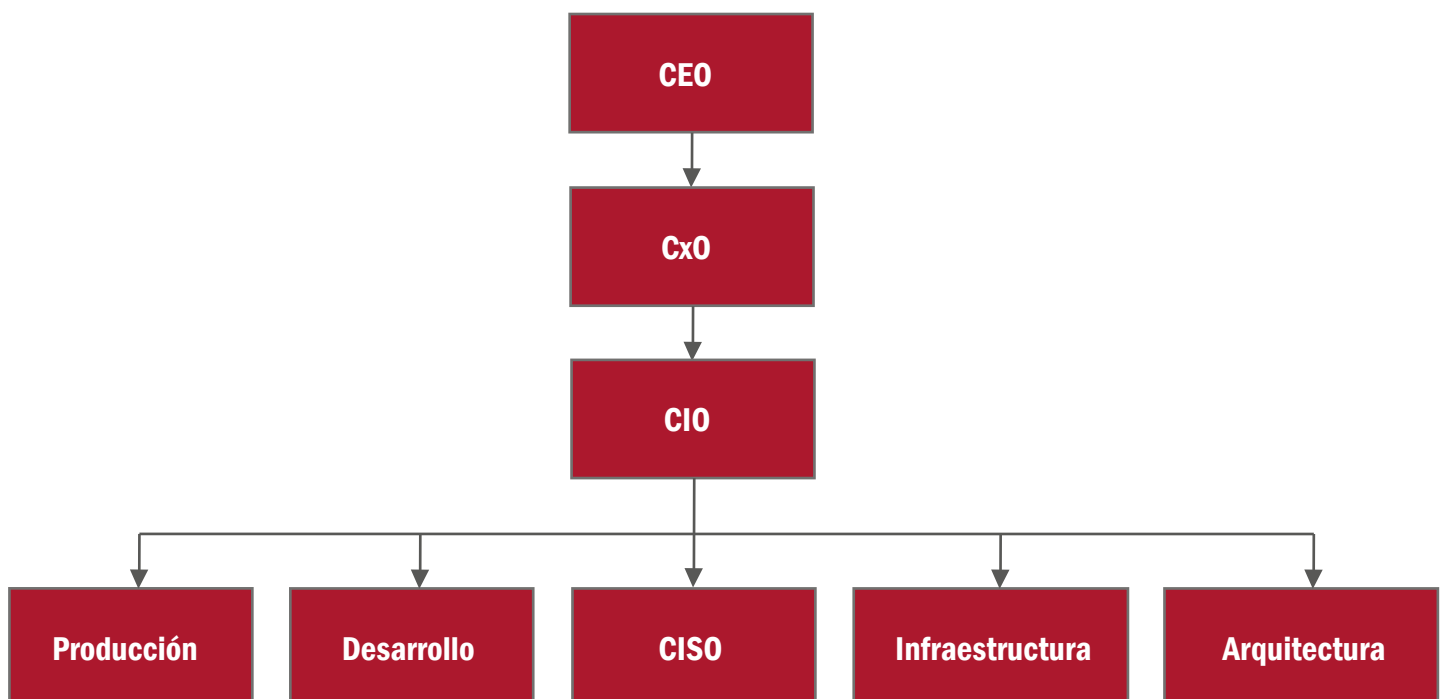 CEO
CxO
CIO
Producción
Desarrollo
CISO
Infraestructura
Arquitectura